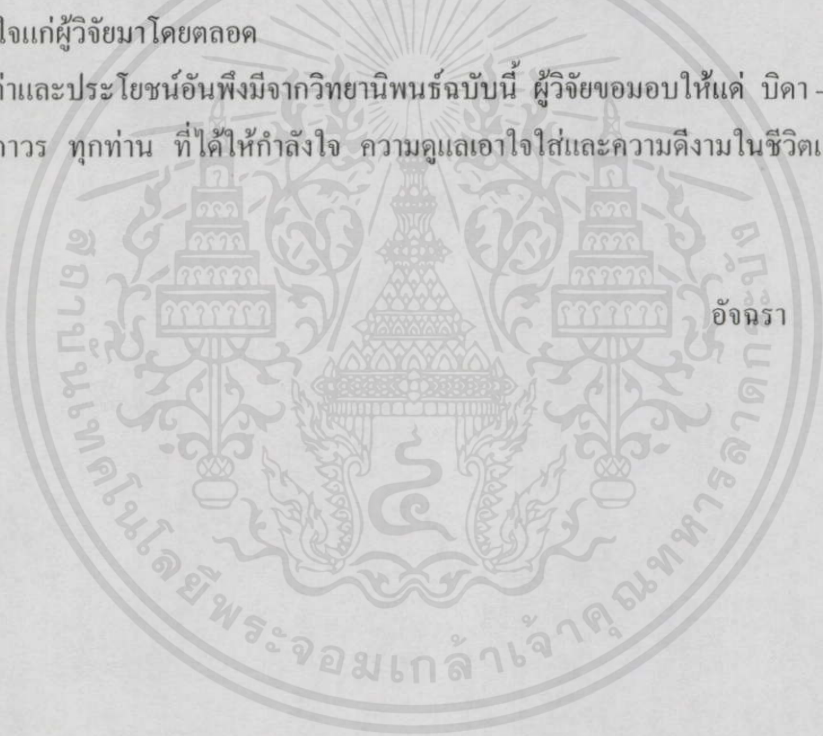 ใจแก่ผู้วิจัยมาโดยตลอด
และประโยชน์อันพึงมีจากวิทยานิพนธ์ฉบับนี้ ผู้วิจัยขอมอบให้แด่ บิดา -
ทุกท่าน ที่ได้ให้กำลังใจ ความดูแลเอาใจใส่และความดีงามในชีวิต
อัจฉรา
สถาบันเทคโนโลยีพระจอมเกล้าเจ้าคุณทหารลาดกระบัง
๔